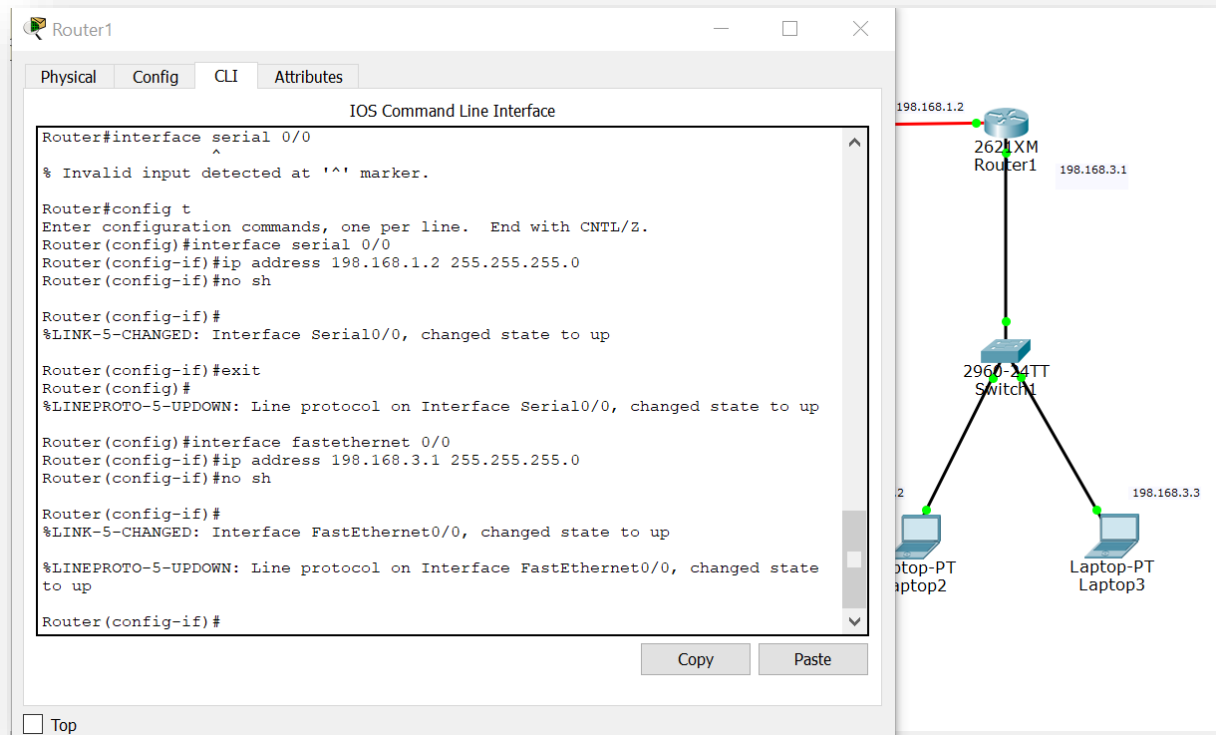 Router1
Physical Config CLI Attributes
IOS Command Line Interface
Router#interface serial 0/0
^
% Invalid input detected at '^' marker.
Router#config t
Enter configuration commands, one per line. End with CNTL/Z.
Router(config)#interface serial 0/0
Router(config-if)#ip address 198.168.1.2 255.255.255.0
Router(config-if)#no sh
Router(config-if)#
%LINK-5-CHANGED: Interface Serial0/0, changed state to up
Router(config-if)#exit
Router(config)#
%LINEPROTO-5-UPDOWN: Line protocol on Interface Serial0/0, changed state to up
Router(config)#interface fastethernet 0/0
Router(config-if)#ip address 198.168.3.1 255.255.255.0
Router(config-if)#no sh
Router(config-if)#
%LINK-5-CHANGED: Interface FastEthernet0/0, changed state to up
%LINEPROTO-5-UPDOWN: Line protocol on Interface FastEthernet0/0, changed state
to up
Router(config-if)#
Copy Paste
Top
198.168.1.2
2621XM
Router1
198.168.3.1
2960-24TT
Switch1
.2
198.168.3.3
ptop-PT
aptop2
Laptop-PT
Laptop3